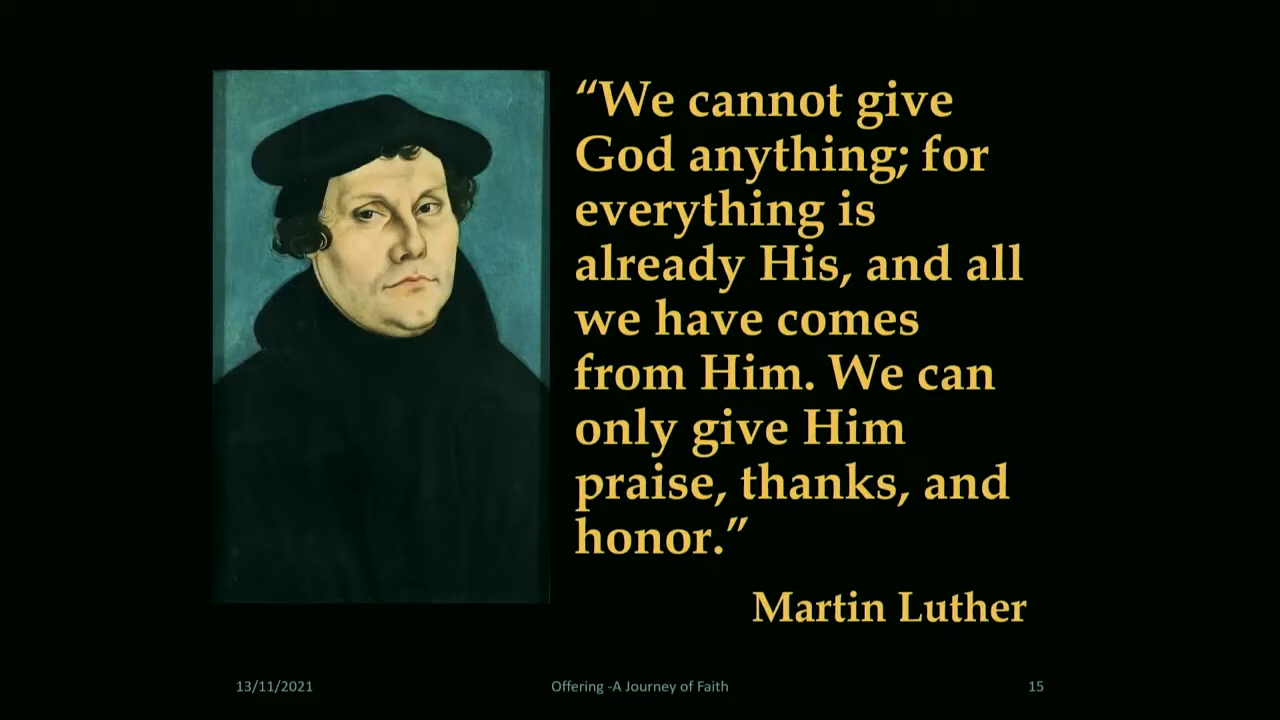 “We cannot give
God anything; for
everything is
already His, and all
we have comes
from Him. We can
only give Him
praise, thanks, and
honor.”
Martin Luther
13/11/2021
Offering -A Journey of Faith
15